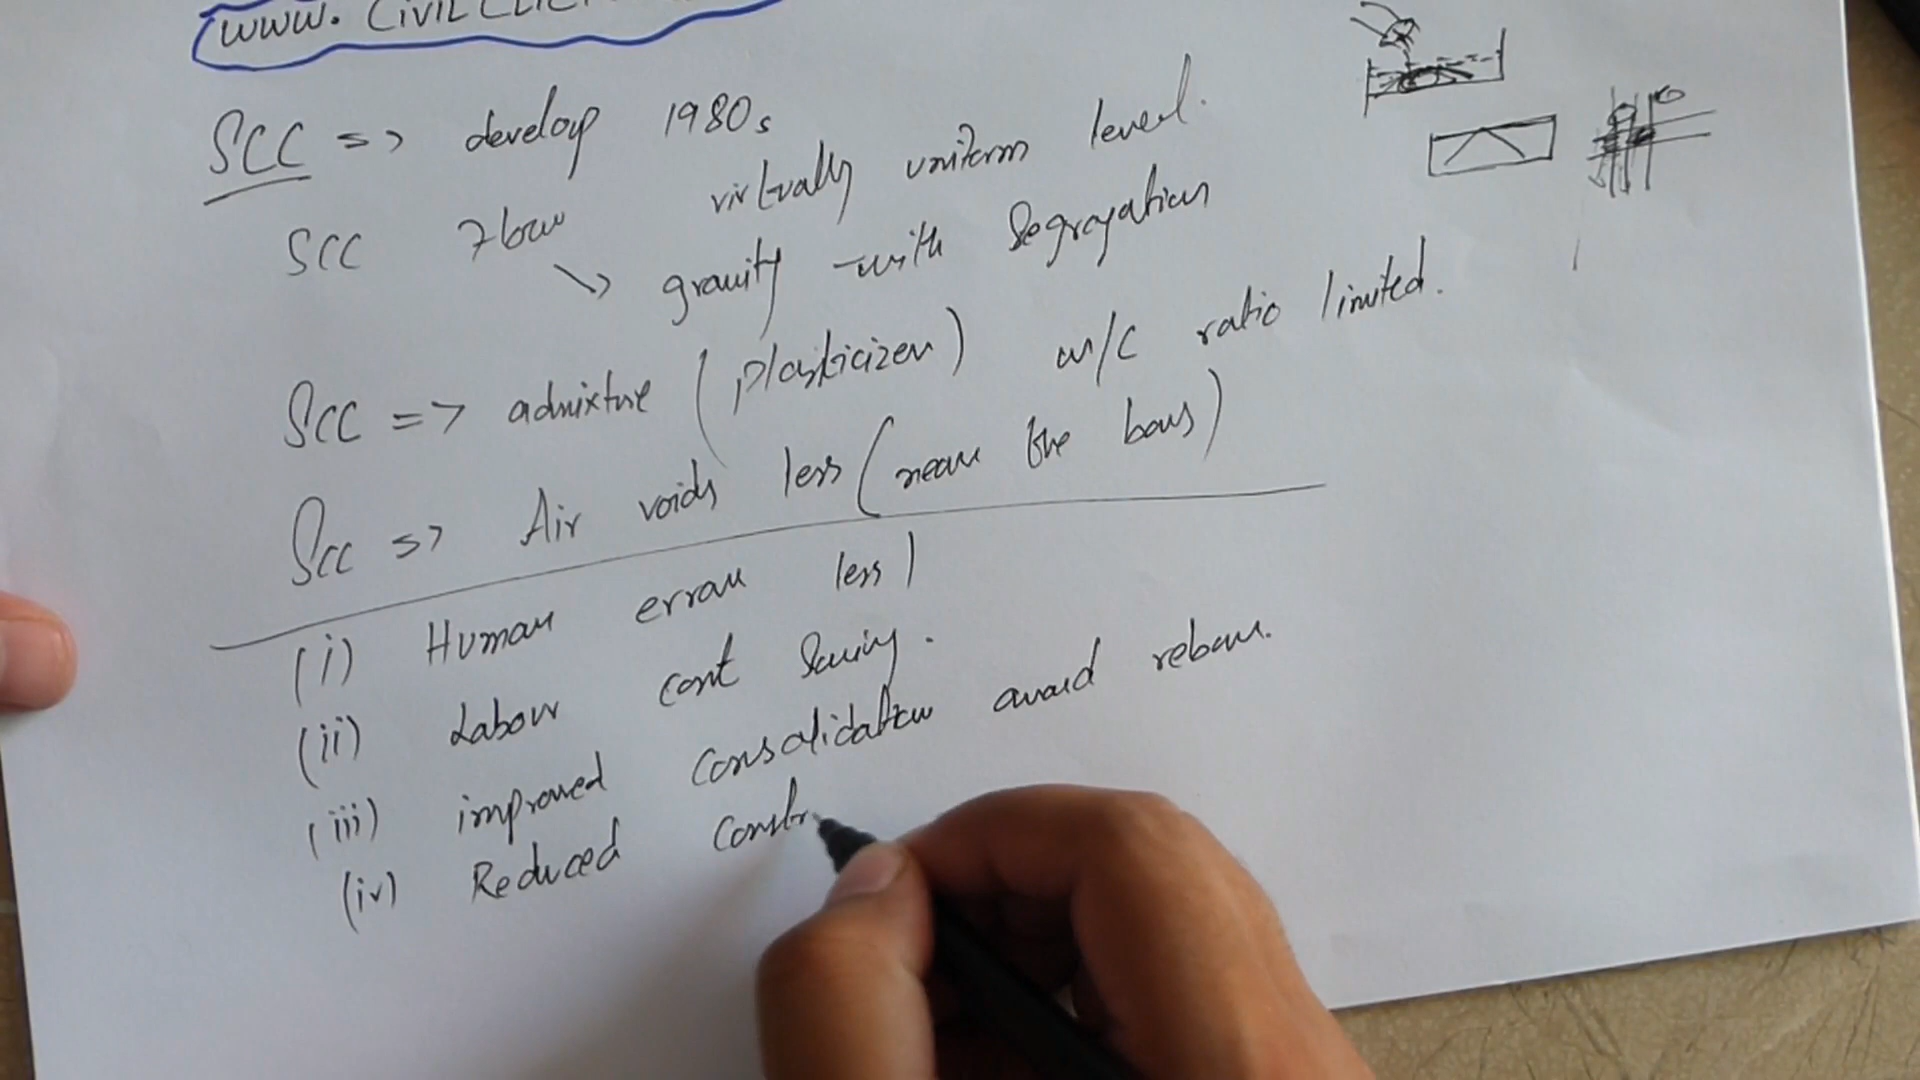 www. CIVIL
SCC => develop 1980s
SCC flow virtually uniform level.
↳ gravity with Segregation
SCC => admixture (plasticizer) w/c ratio limited.
SCC => Air voids less (near the bars)
(i) Human error less)
(ii) Labour cost Saving.
(iii) improved Consolidation around rebar.
(iv) Reduced Constr